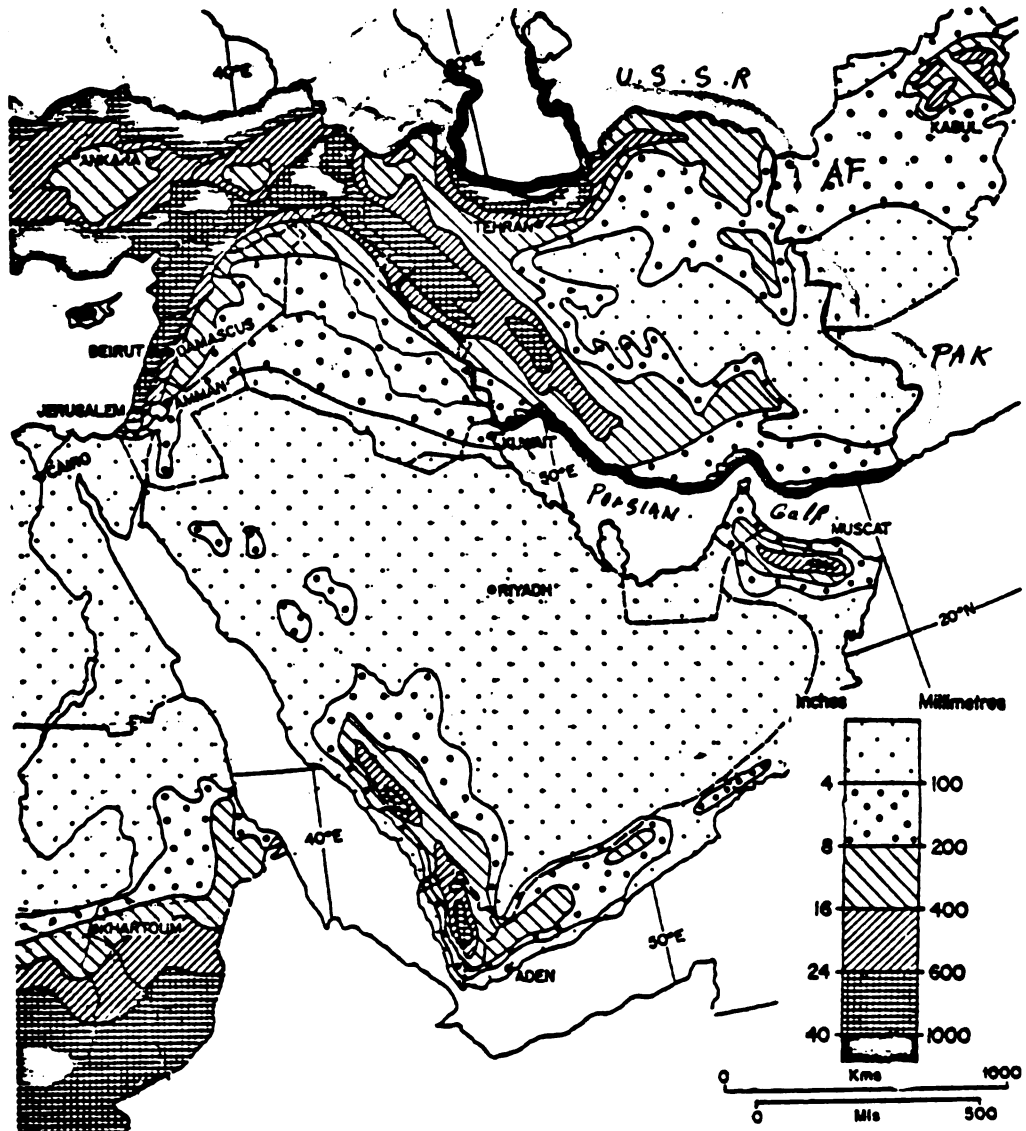 40°E
U.S.S.R
KABUL
ANKARA
AF
TEHRAN
BEIRUT
DAMASCUS
PAK
AMMAN
JERUSALEM
KUWAIT
CAIRO
50°E
PERSIAN Galf
MUSCAT
RIYADH
20°N
Inches Millimetres
4 100
40°E
8 200
16 400
KHARTOUM
50°E
24 600
ADEN
40 1000
0 Kms 1000
0 Mls 500